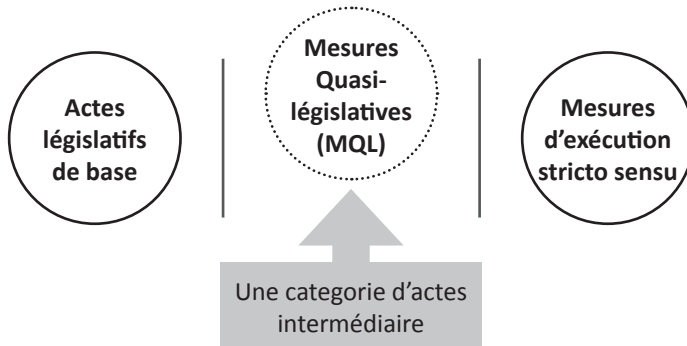 Actes
législatifs
de base
Mesures
Quasi-
législatives
(MQL)
Mesures
d'exécution
stricto sensu
Une categorie d'actes
intermédiaire